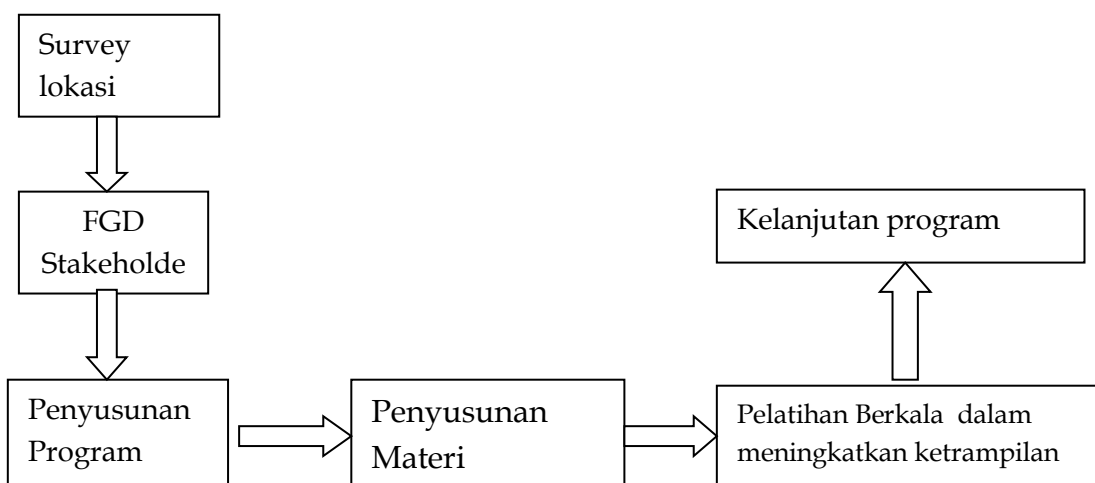 Survey
lokasi
FGD
Stakeholde
Penyusunan
Program
Penyusunan
Materi
Pelatihan Berkala dalam
meningkatkan ketrampilan
Kelanjutan program